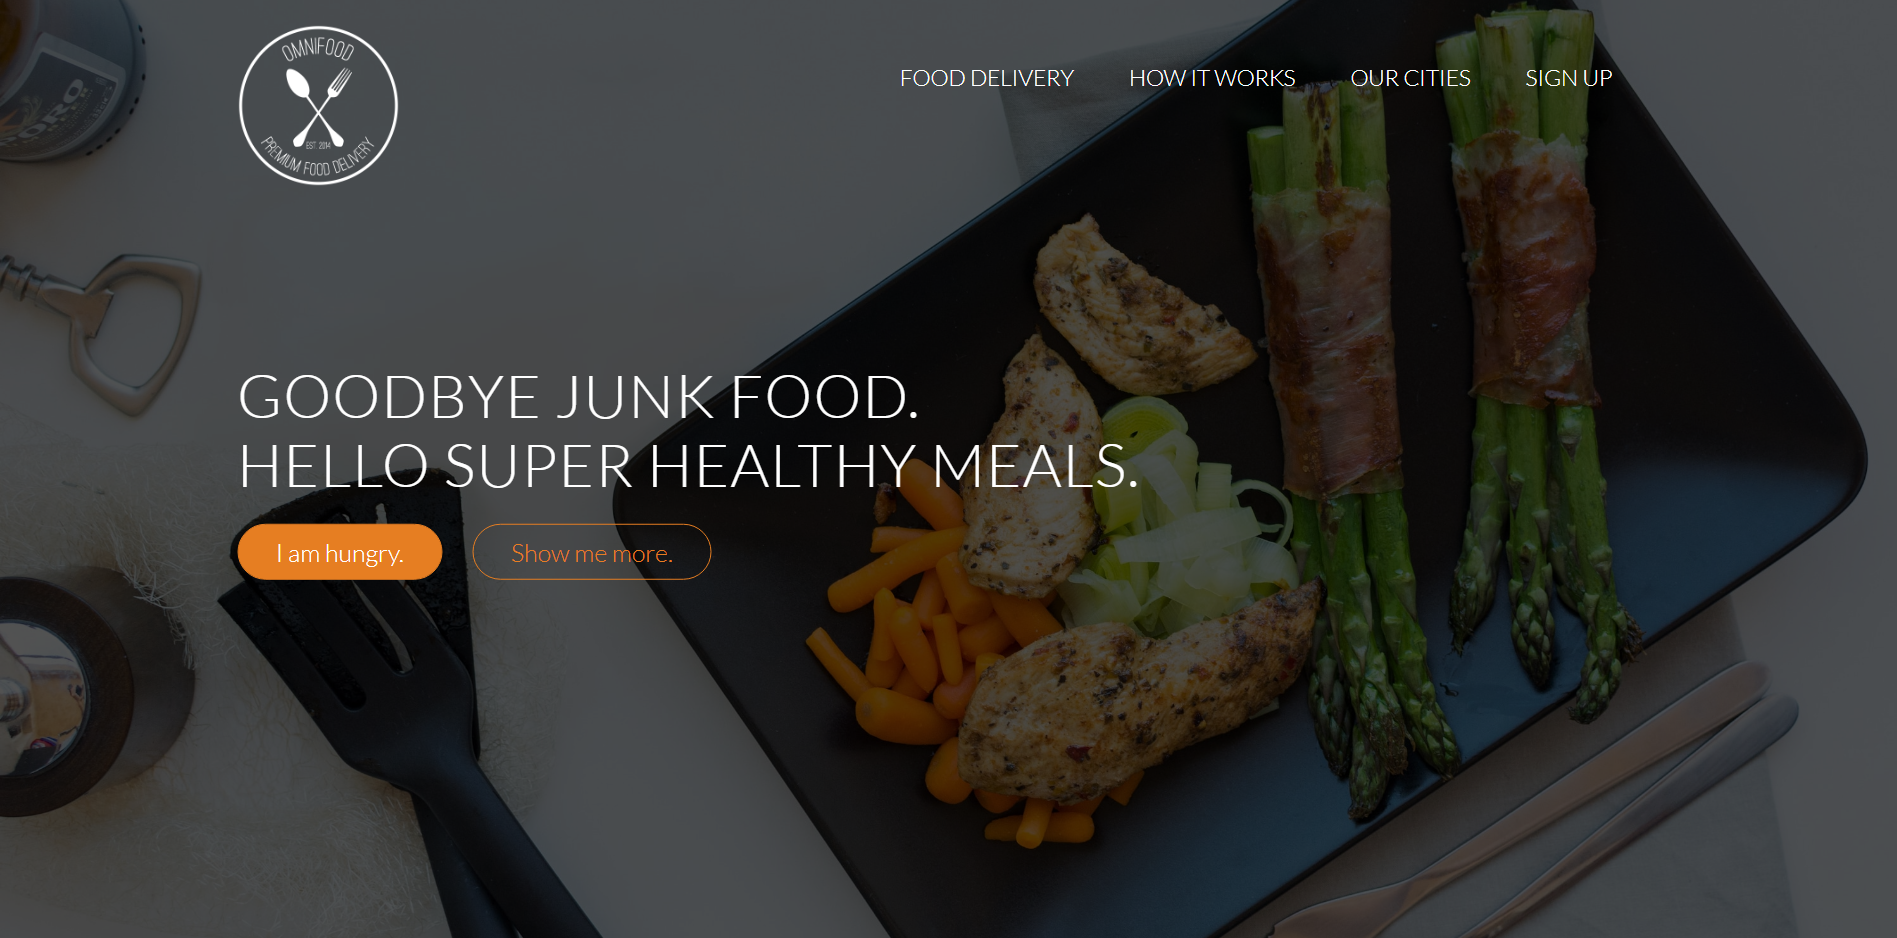 OMNIFOOD
EST 2014
PREMIUM FOOD DELIVERY
FOOD DELIVERY
HOW IT WORKS
OUR CITIES
SIGN UP
GOODBYE JUNK FOOD.
HELLO SUPER HEALTHY MEALS.
I am hungry.
Show me more.